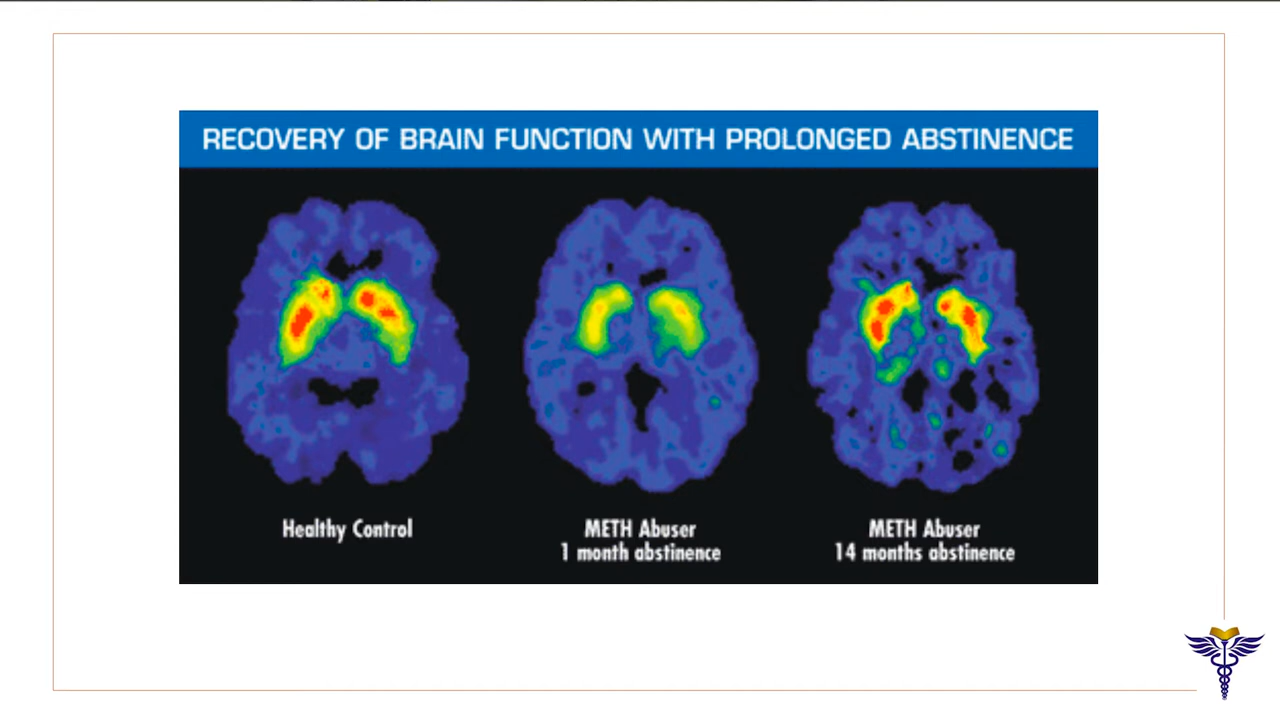 RECOVERY OF BRAIN FUNCTION WITH PROLONGED ABSTINENCE
Healthy Control
METH Abuser
1 month abstinence
METH Abuser
14 months abstinence